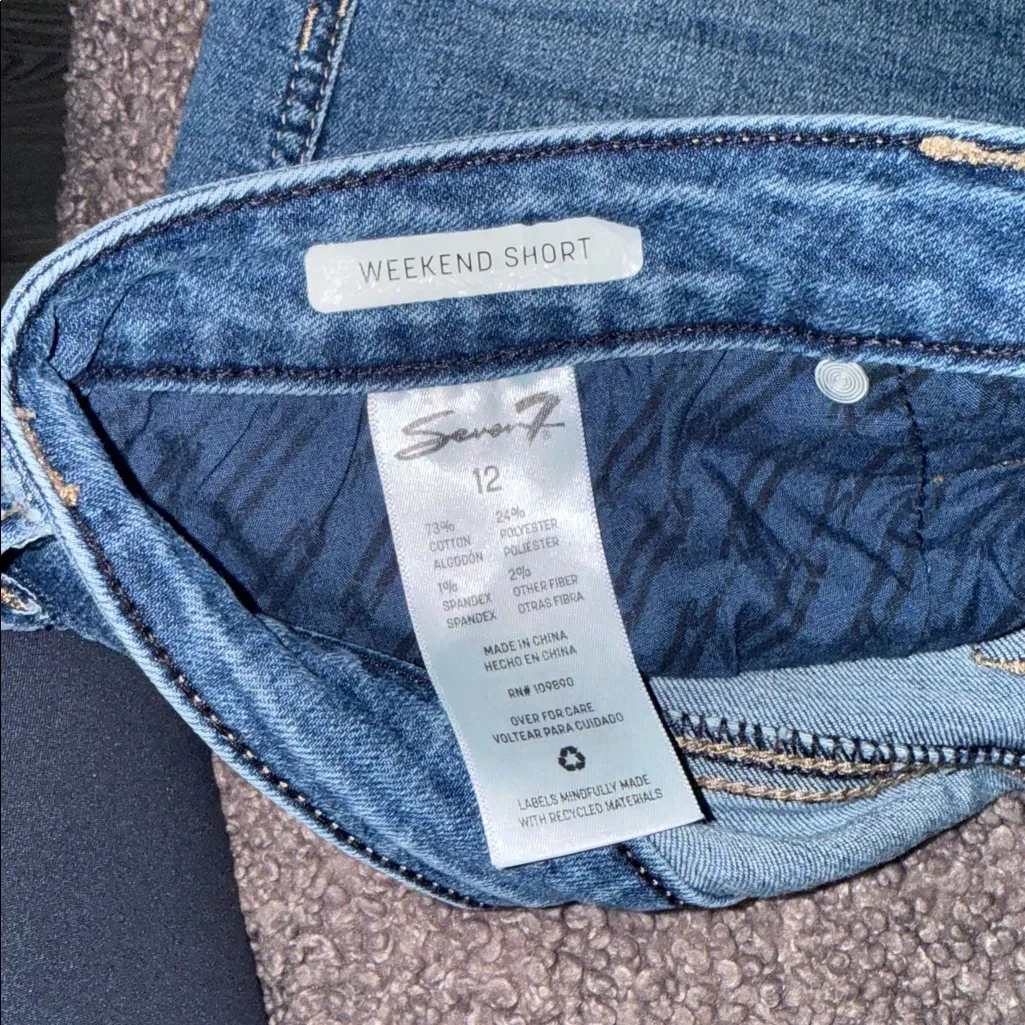 WEEKEND SHORT
Seven7®
12
73% 24%
COTTON POLYESTER
ALGODÓN POLIÉSTER
1% 2%
SPANDEX OTHER FIBER
SPANDEX OTRAS FIBRA
MADE IN CHINA
HECHO EN CHINA
RN# 109890
OVER FOR CARE
VOLTEAR PARA CUIDADO
LABELS MINDFULLY MADE
WITH RECYCLED MATERIALS